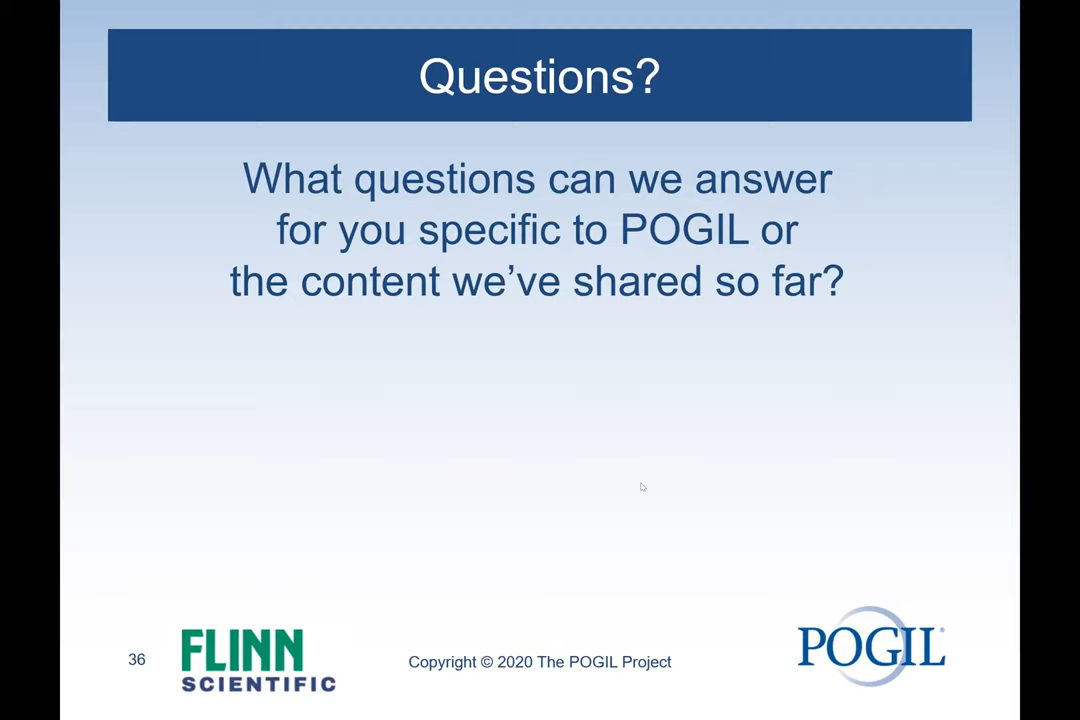 Questions?
What questions can we answer
for you specific to POGIL or
the content we’ve shared so far?
36
FLINN
SCIENTIFIC
Copyright © 2020 The POGIL Project
POGIL®